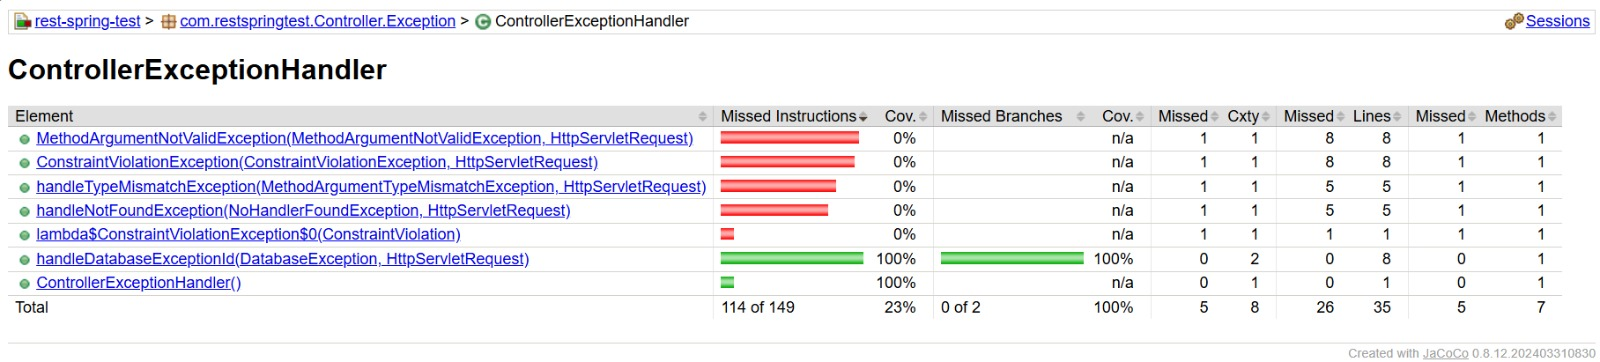 rest-spring-test > com.restspringtest.Controller.Exception > ControllerExceptionHandler Sessions
ControllerExceptionHandler
Element Missed Instructions Cov. Missed Branches Cov. Missed Cxty Missed Lines Missed Methods
MethodArgumentNotValidException(MethodArgumentNotValidException, HttpServletRequest) 0% n/a 1 1 8 8 1 1
ConstraintViolationException(ConstraintViolationException, HttpServletRequest) 0% n/a 1 1 8 8 1 1
handleTypeMismatchException(MethodArgumentTypeMismatchException, HttpServletRequest) 0% n/a 1 1 5 5 1 1
handleNotFoundException(NoHandlerFoundException, HttpServletRequest) 0% n/a 1 1 5 5 1 1
lambda$ConstraintViolationException$0(ConstraintViolation) 0% n/a 1 1 1 1 1 1
handleDatabaseExceptionId(DatabaseException, HttpServletRequest) 100% 100% 0 2 0 8 0 1
ControllerExceptionHandler() 100% n/a 0 1 0 1 0 1
Total 114 of 149 23% 0 of 2 100% 5 8 26 35 5 7
Created with JaCoCo 0.8.12.202403310830